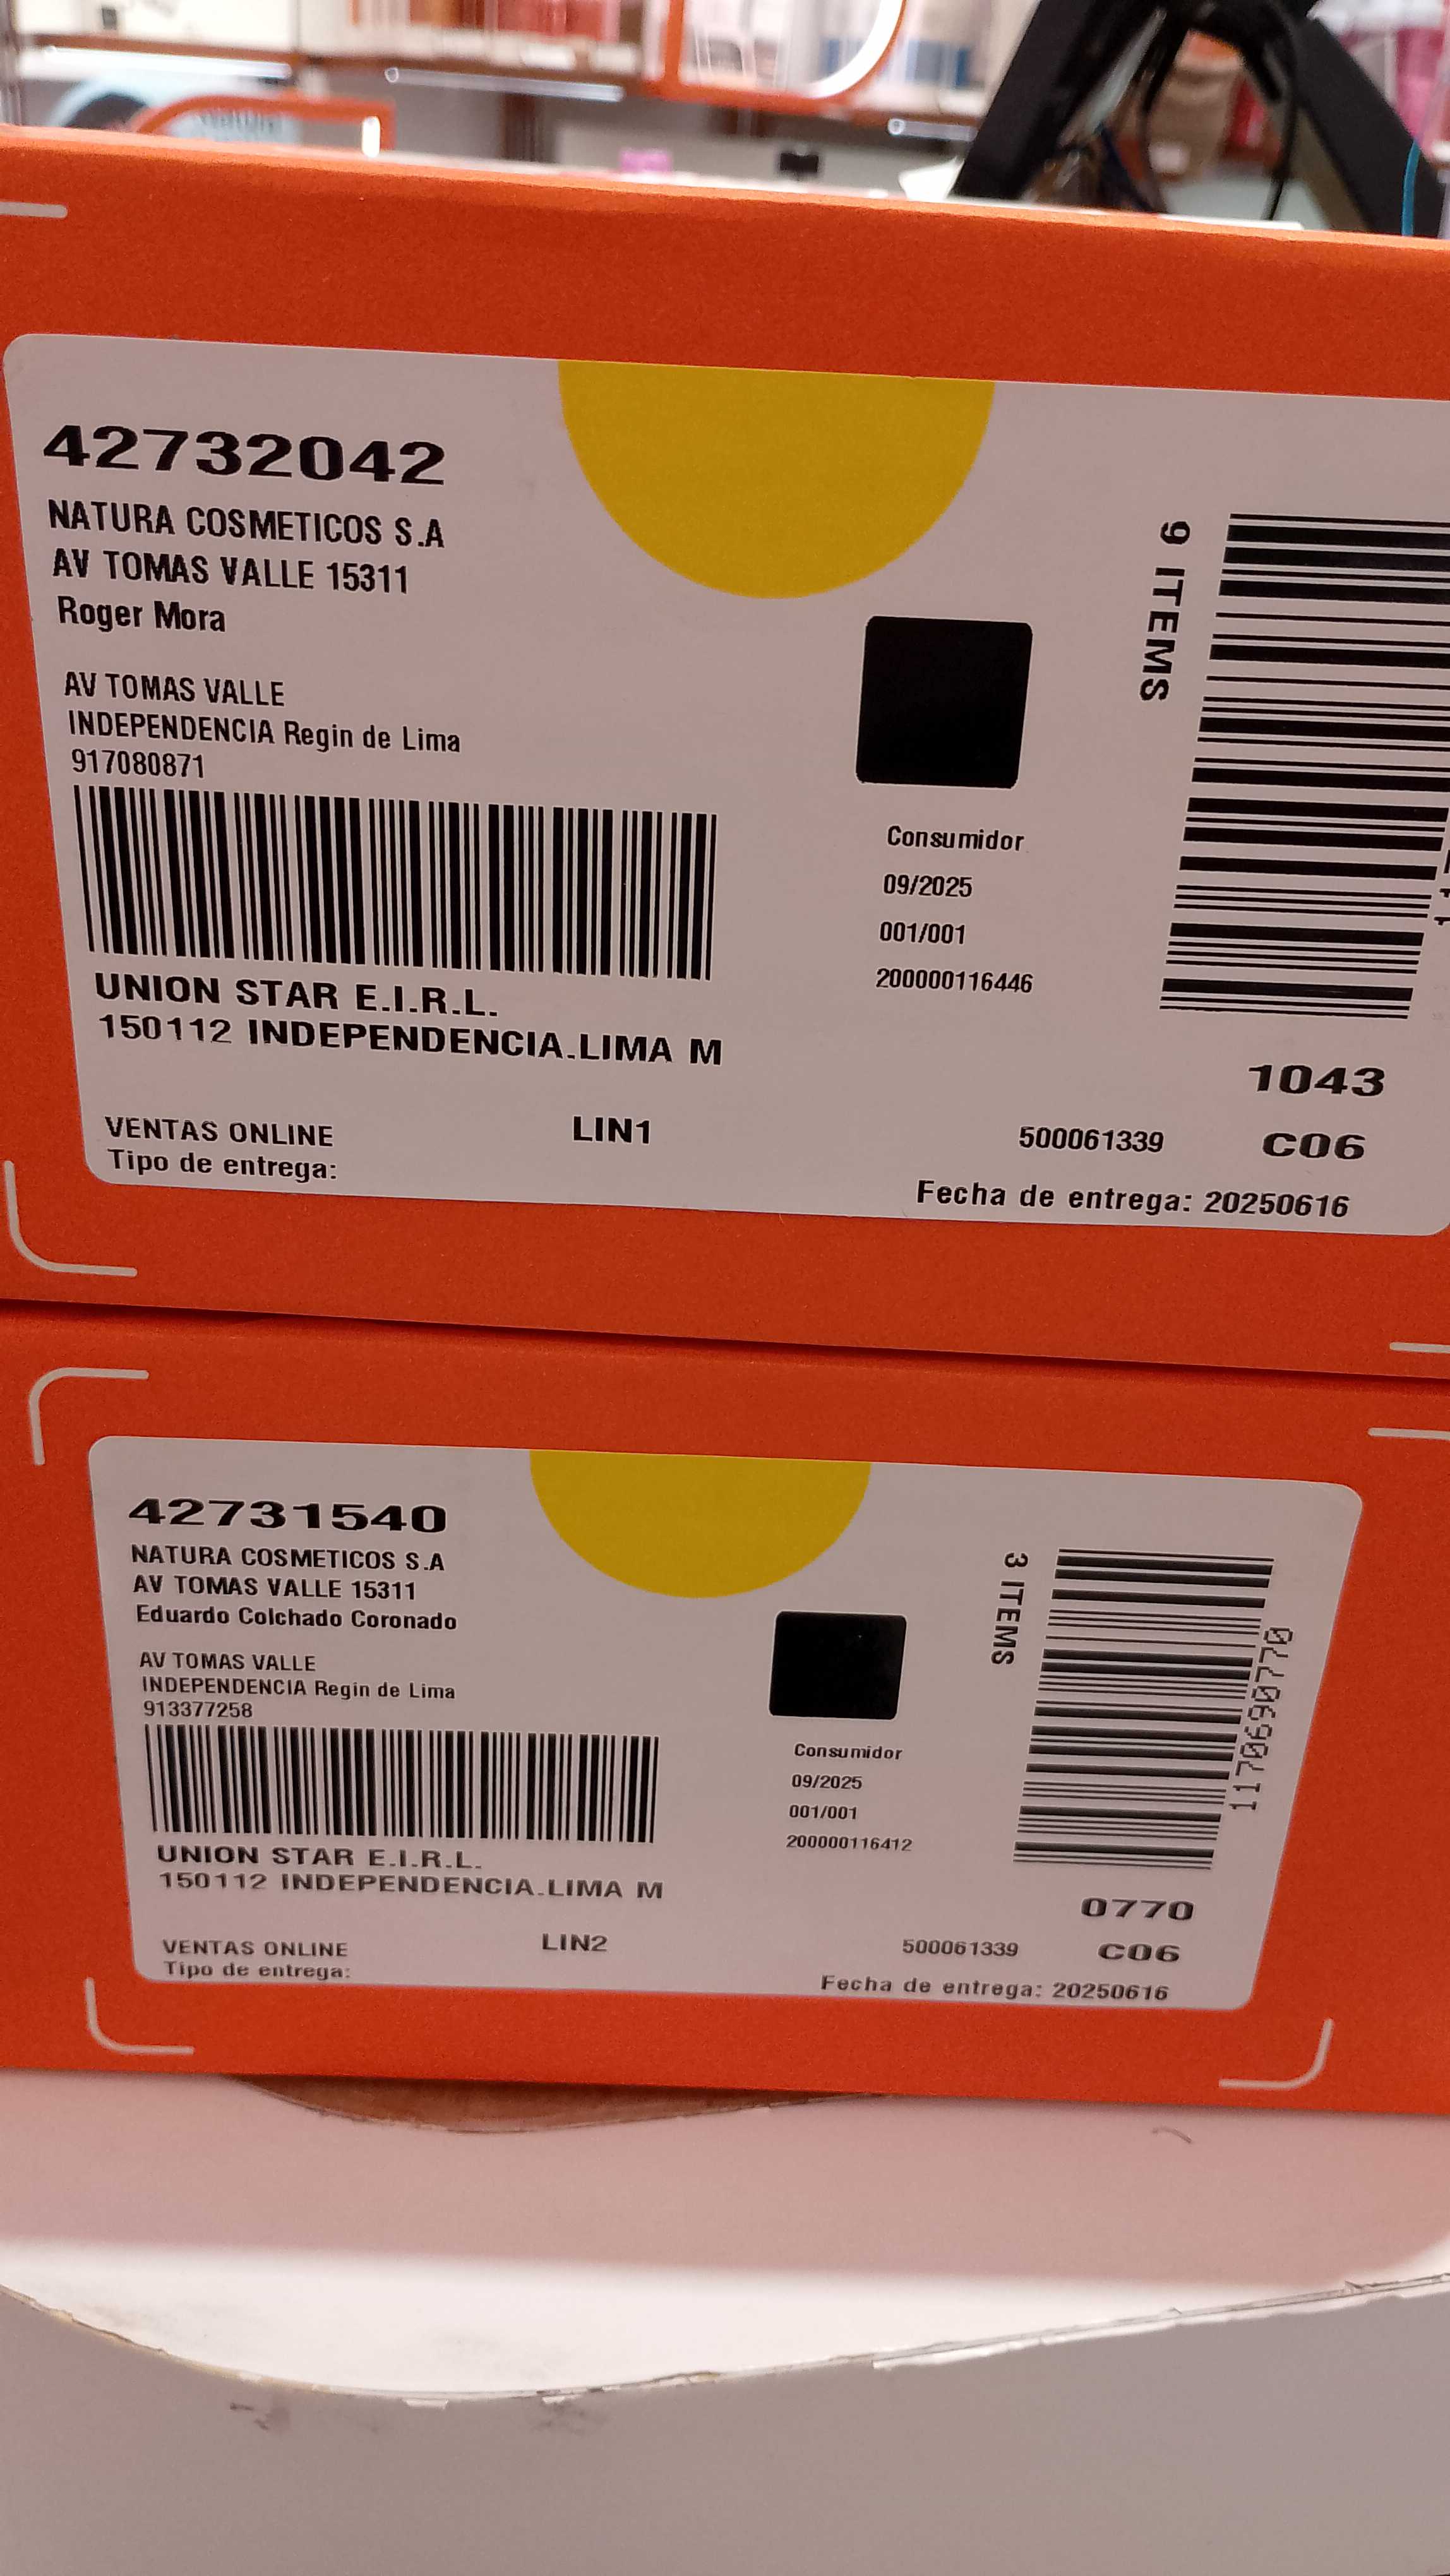 natura
42732042
NATURA COSMETICOS S.A
AV TOMAS VALLE 15311
Roger Mora
AV TOMAS VALLE
INDEPENDENCIA Regin de Lima
917080871
UNION STAR E.I.R.L.
150112 INDEPENDENCIA.LIMA M
VENTAS ONLINE
Tipo de entrega:
LIN1
Consumidor
09/2025
001/001
200000116446
9 ITEMS
1043
500061339
C06
Fecha de entrega: 20250616
42731540
NATURA COSMETICOS S.A
AV TOMAS VALLE 15311
Eduardo Colchado Coronado
AV TOMAS VALLE
INDEPENDENCIA Regin de Lima
913377258
UNION STAR E.I.R.L.
150112 INDEPENDENCIA.LIMA M
VENTAS ONLINE
Tipo de entrega:
LIN2
Consumidor
09/2025
001/001
200000116412
3 ITEMS
1170690770
0770
500061339
C06
Fecha de entrega: 20250616